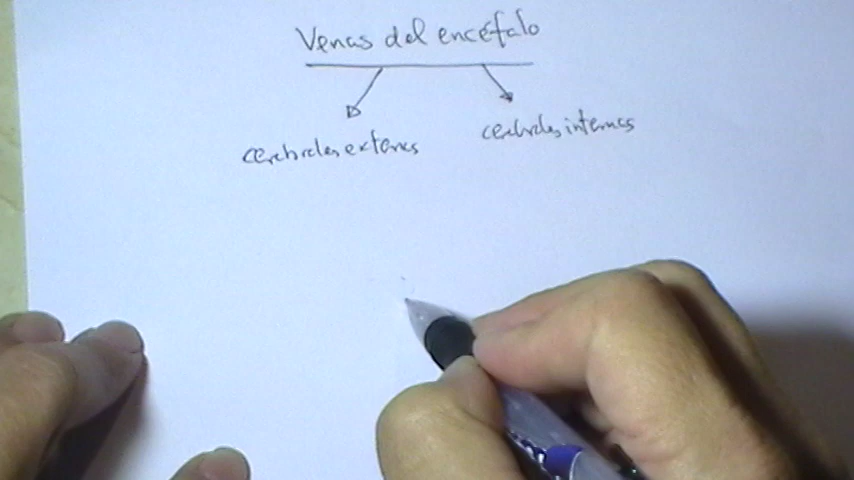 Venas del encéfalo
cerebrales externas
cerebrales internas